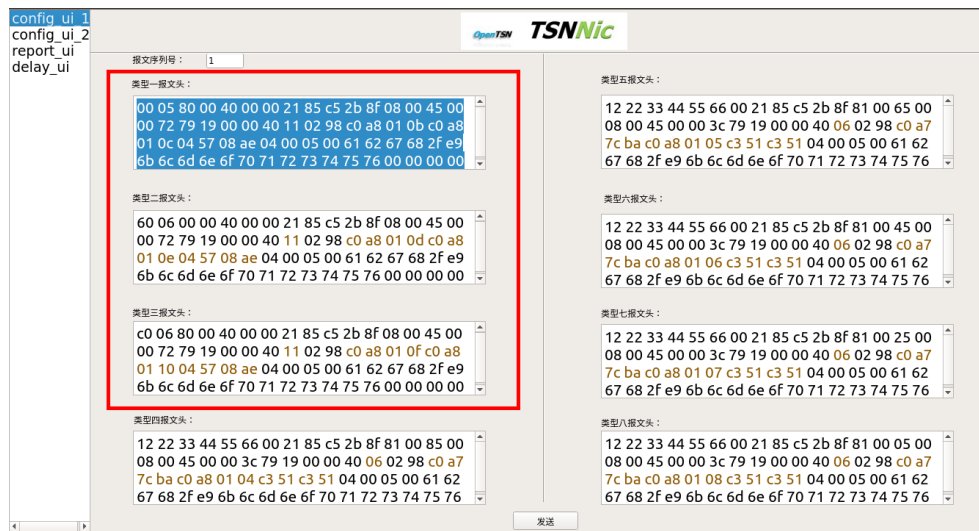 config_ui_1
config_ui_2
report_ui
delay_ui
OpenTSN TSNNic
报文序列号： 1
类型一报文头：
00 05 80 00 40 00 00 21 85 c5 2b 8f 08 00 45 00
00 72 79 19 00 00 40 11 02 98 c0 a8 01 0b c0 a8
01 0c 04 57 08 ae 04 00 05 00 61 62 67 68 2f e9
6b 6c 6d 6e 6f 70 71 72 73 74 75 76 00 00 00 00
类型二报文头：
60 06 00 00 40 00 00 21 85 c5 2b 8f 08 00 45 00
00 72 79 19 00 00 40 11 02 98 c0 a8 01 0d c0 a8
01 0e 04 57 08 ae 04 00 05 00 61 62 67 68 2f e9
6b 6c 6d 6e 6f 70 71 72 73 74 75 76 00 00 00 00
类型三报文头：
c0 06 80 00 40 00 00 21 85 c5 2b 8f 08 00 45 00
00 72 79 19 00 00 40 11 02 98 c0 a8 01 0f c0 a8
01 10 04 57 08 ae 04 00 05 00 61 62 67 68 2f e9
6b 6c 6d 6e 6f 70 71 72 73 74 75 76 00 00 00 00
类型四报文头：
12 22 33 44 55 66 00 21 85 c5 2b 8f 81 00 85 00
08 00 45 00 00 3c 79 19 00 00 40 06 02 98 c0 a7
7c ba c0 a8 01 04 c3 51 c3 51 04 00 05 00 61 62
67 68 2f e9 6b 6c 6d 6e 6f 70 71 72 73 74 75 76
类型五报文头：
12 22 33 44 55 66 00 21 85 c5 2b 8f 81 00 65 00
08 00 45 00 00 3c 79 19 00 00 40 06 02 98 c0 a7
7c ba c0 a8 01 05 c3 51 c3 51 04 00 05 00 61 62
67 68 2f e9 6b 6c 6d 6e 6f 70 71 72 73 74 75 76
类型六报文头：
12 22 33 44 55 66 00 21 85 c5 2b 8f 81 00 45 00
08 00 45 00 00 3c 79 19 00 00 40 06 02 98 c0 a7
7c ba c0 a8 01 06 c3 51 c3 51 04 00 05 00 61 62
67 68 2f e9 6b 6c 6d 6e 6f 70 71 72 73 74 75 76
类型七报文头：
12 22 33 44 55 66 00 21 85 c5 2b 8f 81 00 25 00
08 00 45 00 00 3c 79 19 00 00 40 06 02 98 c0 a7
7c ba c0 a8 01 07 c3 51 c3 51 04 00 05 00 61 62
67 68 2f e9 6b 6c 6d 6e 6f 70 71 72 73 74 75 76
类型八报文头：
12 22 33 44 55 66 00 21 85 c5 2b 8f 81 00 05 00
08 00 45 00 00 3c 79 19 00 00 40 06 02 98 c0 a7
7c ba c0 a8 01 08 c3 51 c3 51 04 00 05 00 61 62
67 68 2f e9 6b 6c 6d 6e 6f 70 71 72 73 74 75 76
发送